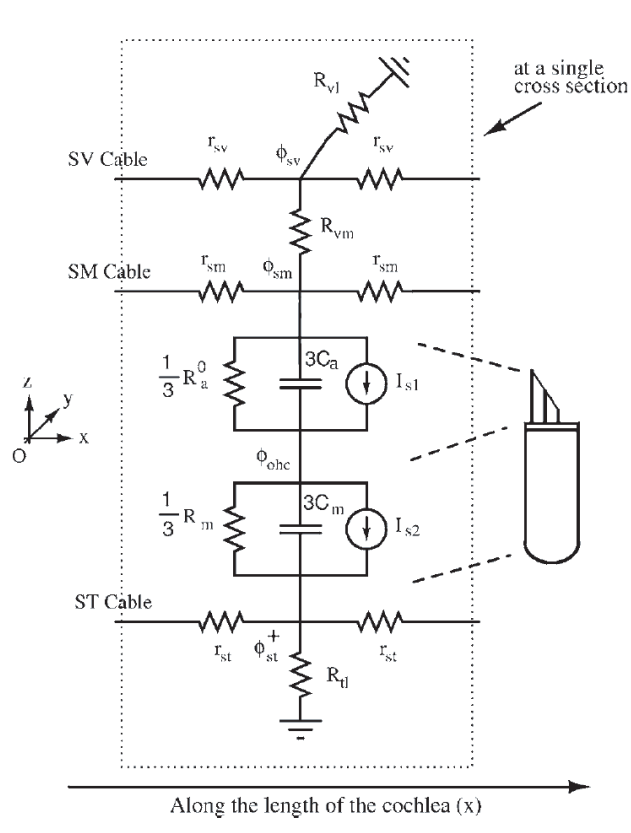 at a single
cross section
R_vl
r_sv
ϕ_sv
r_sv
SV Cable
R_vm
r_sm
ϕ_sm
r_sm
SM Cable
1/3 R_a^0
3C_a
I_s1
z
y
x
O
ϕ_ohc
1/3 R_m
3C_m
I_s2
ST Cable
r_st
ϕ_st^+
r_st
R_tl
Along the length of the cochlea (x)